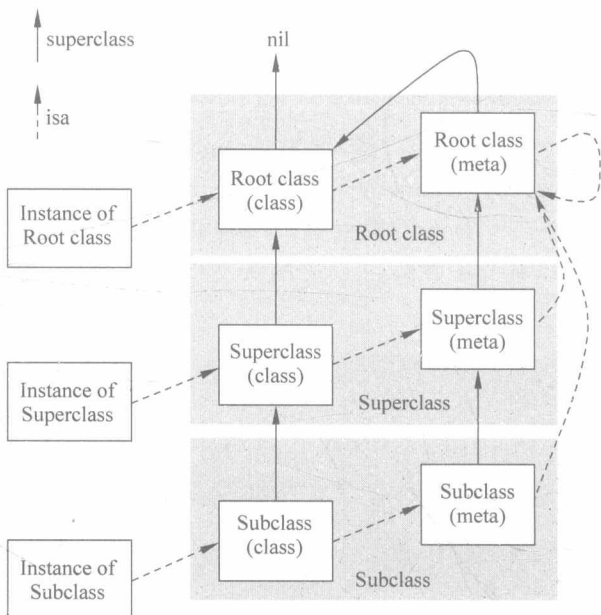 superclass
nil
isa
Root class
(meta)
Root class
(class)
Instance of
Root class
Root class
Superclass
(meta)
Superclass
(class)
Instance of
Superclass
Superclass
Subclass
(meta)
Subclass
(class)
Instance of
Subclass
Subclass